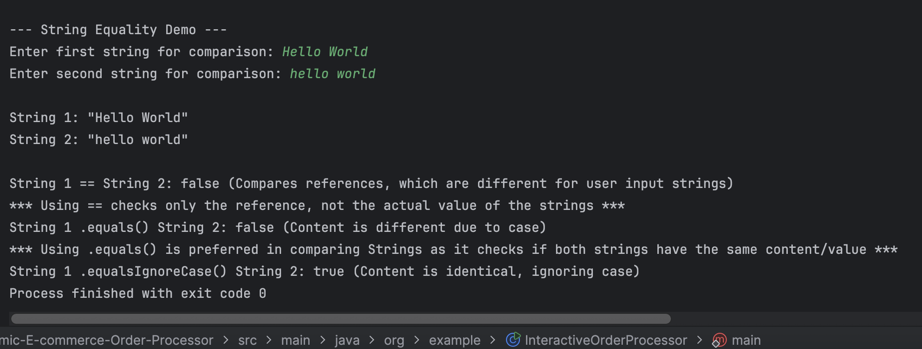 --- String Equality Demo ---
Enter first string for comparison: Hello World
Enter second string for comparison: hello world
String 1: "Hello World"
String 2: "hello world"
String 1 == String 2: false (Compares references, which are different for user input strings)
*** Using == checks only the reference, not the actual value of the strings ***
String 1 .equals() String 2: false (Content is different due to case)
*** Using .equals() is preferred in comparing Strings as it checks if both strings have the same content/value ***
String 1 .equalsIgnoreCase() String 2: true (Content is identical, ignoring case)
Process finished with exit code 0
mic-E-commerce-Order-Processor > src > main > java > org > example > InteractiveOrderProcessor > main